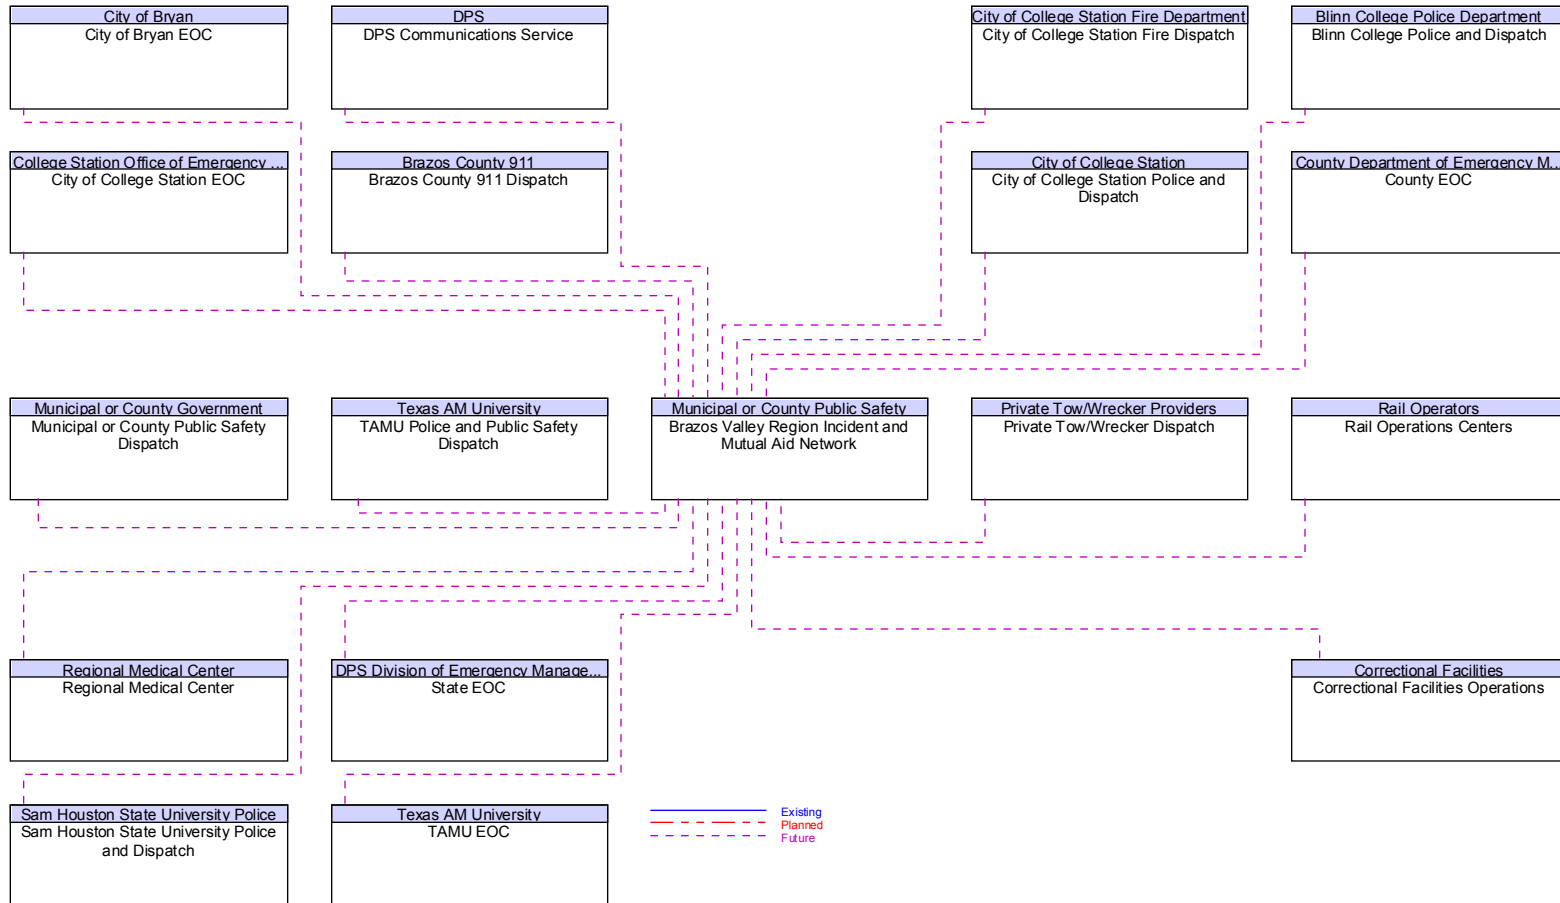 City of Bryan
City of Bryan EOC
DPS
DPS Communications Service
City of College Station Fire Department
City of College Station Fire Dispatch
Blinn College Police Department
Blinn College Police and Dispatch
College Station Office of Emergency ...
City of College Station EOC
Brazos County 911
Brazos County 911 Dispatch
City of College Station
City of College Station Police and
Dispatch
County Department of Emergency M...
County EOC
Municipal or County Government
Municipal or County Public Safety
Dispatch
Texas AM University
TAMU Police and Public Safety
Dispatch
Municipal or County Public Safety
Brazos Valley Region Incident and
Mutual Aid Network
Private Tow/Wrecker Providers
Private Tow/Wrecker Dispatch
Rail Operators
Rail Operations Centers
Regional Medical Center
Regional Medical Center
DPS Division of Emergency Manage...
State EOC
Correctional Facilities
Correctional Facilities Operations
Sam Houston State University Police
Sam Houston State University Police
and Dispatch
Texas AM University
TAMU EOC
Existing
Planned
Future